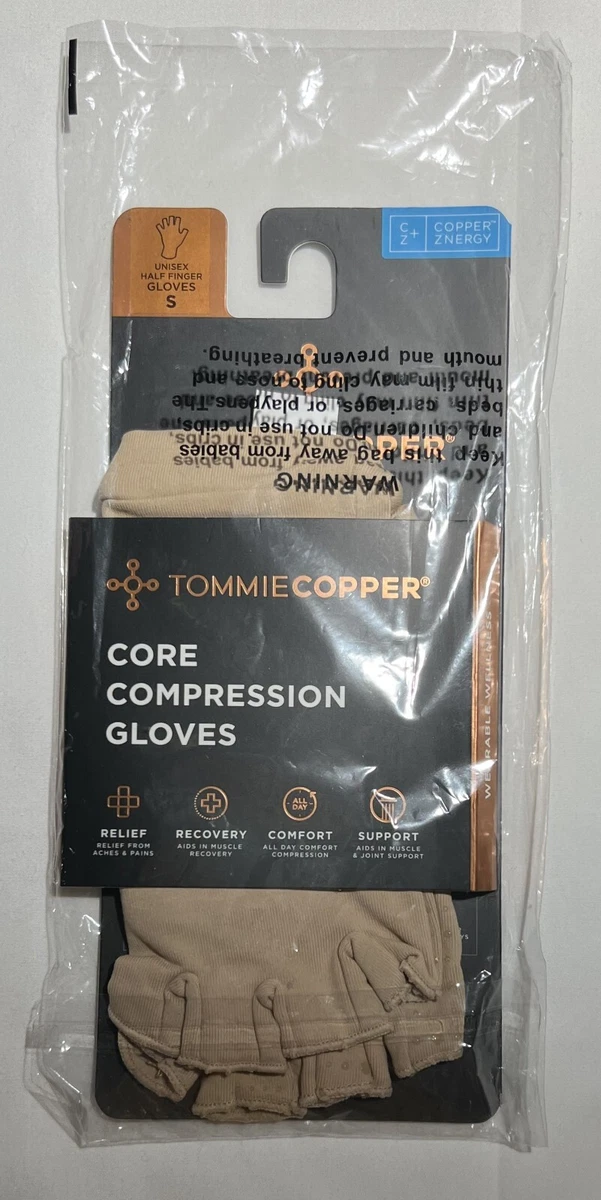 UNISEX
HALF FINGER
GLOVES
S
C
Z+
COPPER™
ZNERGY
WARNING
Keep this bag away from babies
and children.Do not use in cribs,
beds, carriages, or playpens.The
thin film may cling to nose and
mouth and prevent breathing.
TOMMIECOPPER®
CORE
COMPRESSION
GLOVES
ALL
DAY
RELIEF
RELIEF FROM
ACHES & PAINS
RECOVERY
AIDS IN MUSCLE
RECOVERY
COMFORT
ALL DAY COMFORT
COMPRESSION
SUPPORT
AIDS IN MUSCLE
& JOINT SUPPORT
WEARABLE WELLNESS